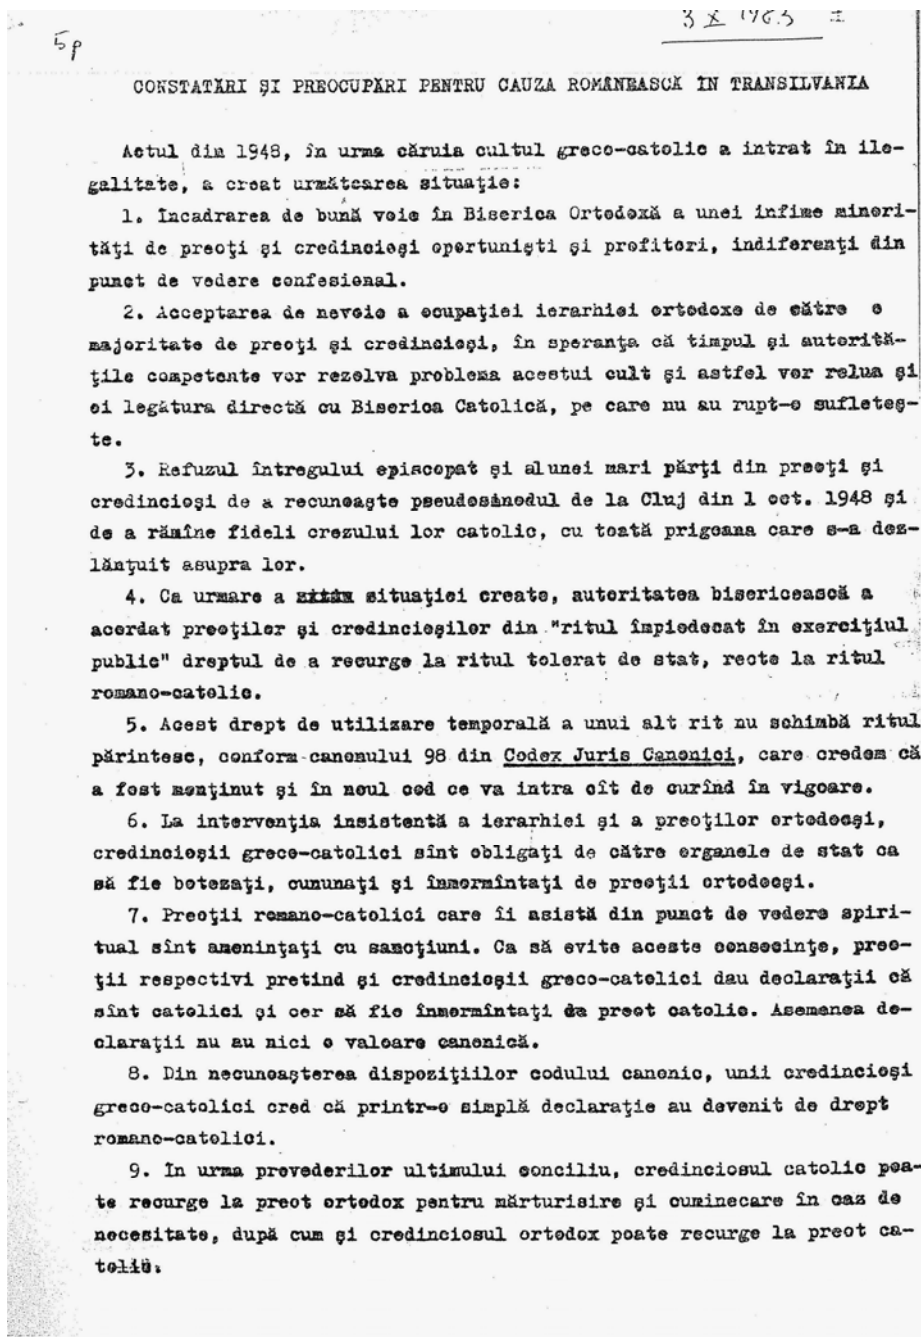 3 X 1983 I
5p
CONSTATĂRI ŞI PREOCUPĂRI PENTRU CAUZA ROMÂNEASCĂ ÎN TRANSILVANIA
Actul din 1948, în urma căruia cultul greco-catolic a intrat în ile-
galitate, a creat următoarea situaţie:
1. Incadrarea de bună voie în Biserica Ortodoxă a unei infime minori-
tăţi de preoţi şi credincioşi oportunişti şi profitori, indiferenţi din
punct de vedere confesional.
2. Acceptarea de nevoie a ocupaţiei ierarhiei ortodoxe de către o
majoritate de preoţi şi credincioşi, în speranţa că timpul şi autorită-
ţile competente vor rezolva problema acestui cult şi astfel vor relua şi
ei legătura directă cu Biserica Catolică, pe care nu au rupt-o sufleteş-
te.
3. Refuzul întregului episcopat şi alunei mari părţi din preoţi şi
credincioşi de a recunoaşte pseudosinodul de la Cluj din 1 oct. 1948 şi
de a rămîne fideli crezului lor catolic, cu toată prigoana care s-a dez-
lănţuit asupra lor.
4. Ca urmare a situaţiei create, autoritatea bisericească a
acordat preoţilor şi credincioşilor din "ritul împiedecat în exerciţiul
public" dreptul de a recurge la ritul tolerat de stat, recte la ritul
romano-catolic.
5. Acest drept de utilizare temporală a unui alt rit nu schimbă ritul
părintesc, conform canonului 98 din Codex Juris Canonici, care credem că
a fost menţinut şi în noul cod ce va intra cît de curînd în vigoare.
6. La intervenţia insistentă a ierarhiei şi a preoţilor ortodocşi,
credincioşii greco-catolici sînt obligaţi de către organele de stat ca
să fie botezaţi, cununaţi şi înmormîntaţi de preoţii ortodocşi.
7. Preoţii romano-catolici care îi asistă din punct de vedere spiri-
tual sînt ameninţaţi cu sancţiuni. Ca să evite aceste consecinţe, preo-
ţii respectivi pretind şi credincioşii greco-catolici dau declaraţii că
sînt catolici şi cer să fie înmormîntaţi de preot catolic. Asemenea de-
claraţii nu au nici o valoare canonică.
8. Din necunoaşterea dispoziţiilor codului canonic, unii credincioşi
greco-catolici cred că printr-o simplă declaraţie au devenit de drept
romano-catolici.
9. In urma prevederilor ultimului conciliu, credinciosul catolic poa-
te recurge la preot ortodox pentru mărturisire şi cuminecare în caz de
necesitate, după cum şi credinciosul ortodox poate recurge la preot ca-
tolic.